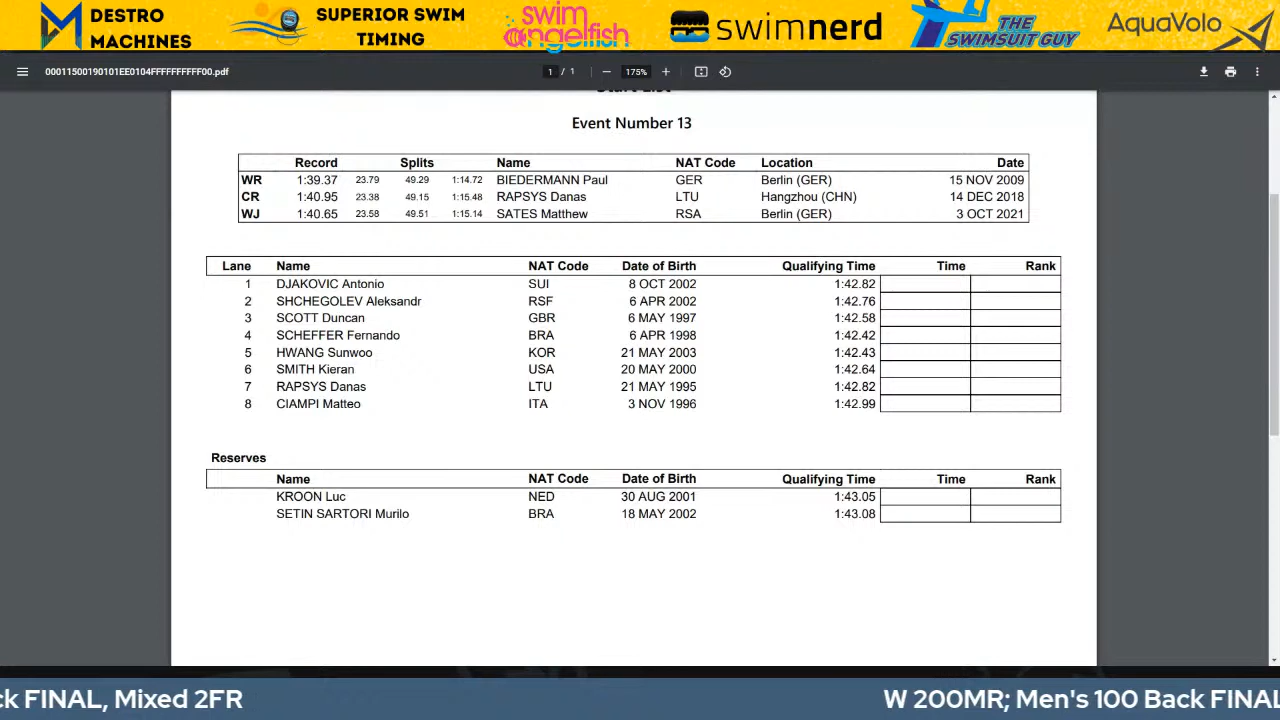 DESTRO MACHINES
SUPERIOR SWIM TIMING
swim angelfish
swimnerd
THE SWIMSUIT GUY
AquaVolo
00011500190101EE0104FFFFFFFFFF00.pdf
1 / 1
175%
Start List
Event Number 13
Record Splits Name NAT Code Location Date
WR 1:39.37 23.79 49.29 1:14.72 BIEDERMANN Paul GER Berlin (GER) 15 NOV 2009
CR 1:40.95 23.38 49.15 1:15.48 RAPSYS Danas LTU Hangzhou (CHN) 14 DEC 2018
WJ 1:40.65 23.58 49.51 1:15.14 SATES Matthew RSA Berlin (GER) 3 OCT 2021
Lane Name NAT Code Date of Birth Qualifying Time Time Rank
1 DJAKOVIC Antonio SUI 8 OCT 2002 1:42.82
2 SHCHEGOLEV Aleksandr RSF 6 APR 2002 1:42.76
3 SCOTT Duncan GBR 6 MAY 1997 1:42.58
4 SCHEFFER Fernando BRA 6 APR 1998 1:42.42
5 HWANG Sunwoo KOR 21 MAY 2003 1:42.43
6 SMITH Kieran USA 20 MAY 2000 1:42.64
7 RAPSYS Danas LTU 21 MAY 1995 1:42.82
8 CIAMPI Matteo ITA 3 NOV 1996 1:42.99
Reserves
Name NAT Code Date of Birth Qualifying Time Time Rank
KROON Luc NED 30 AUG 2001 1:43.05
SETIN SARTORI Murilo BRA 18 MAY 2002 1:43.08
ck FINAL, Mixed 2FR W 200MR; Men's 100 Back FINAL